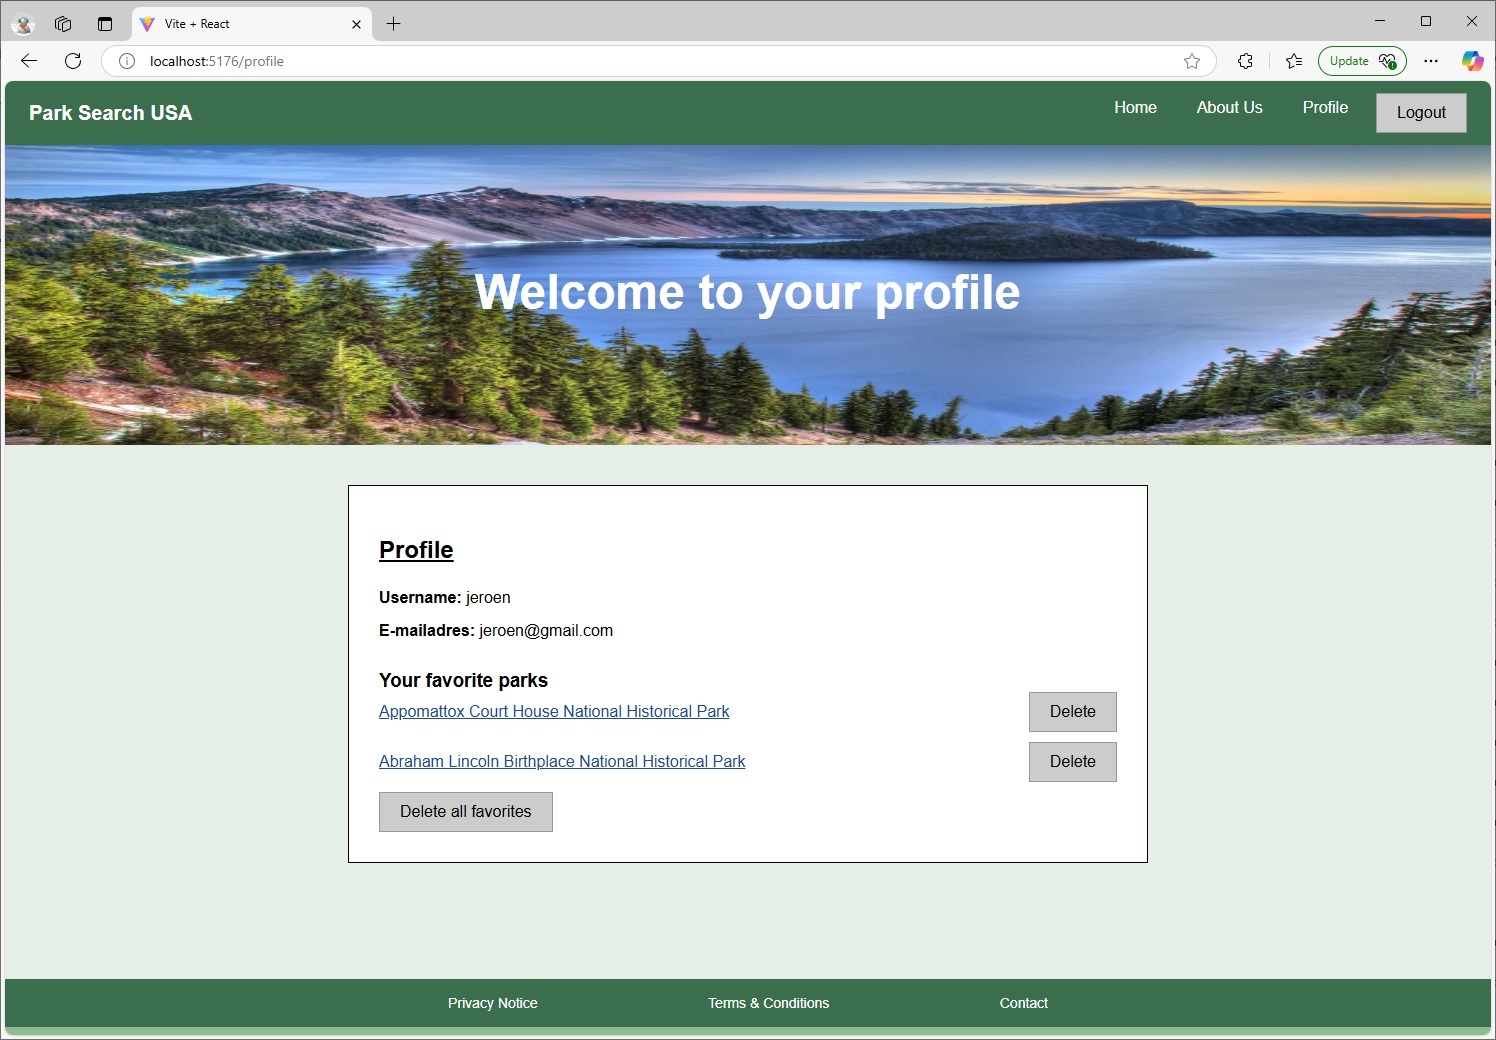 Vite + React
localhost:5176/profile
Update
Park Search USA
Home
About Us
Profile
Logout
Welcome to your profile
Profile
Username: jeroen
E-mailadres: jeroen@gmail.com
Your favorite parks
Appomattox Court House National Historical Park
Delete
Abraham Lincoln Birthplace National Historical Park
Delete
Delete all favorites
Privacy Notice
Terms & Conditions
Contact